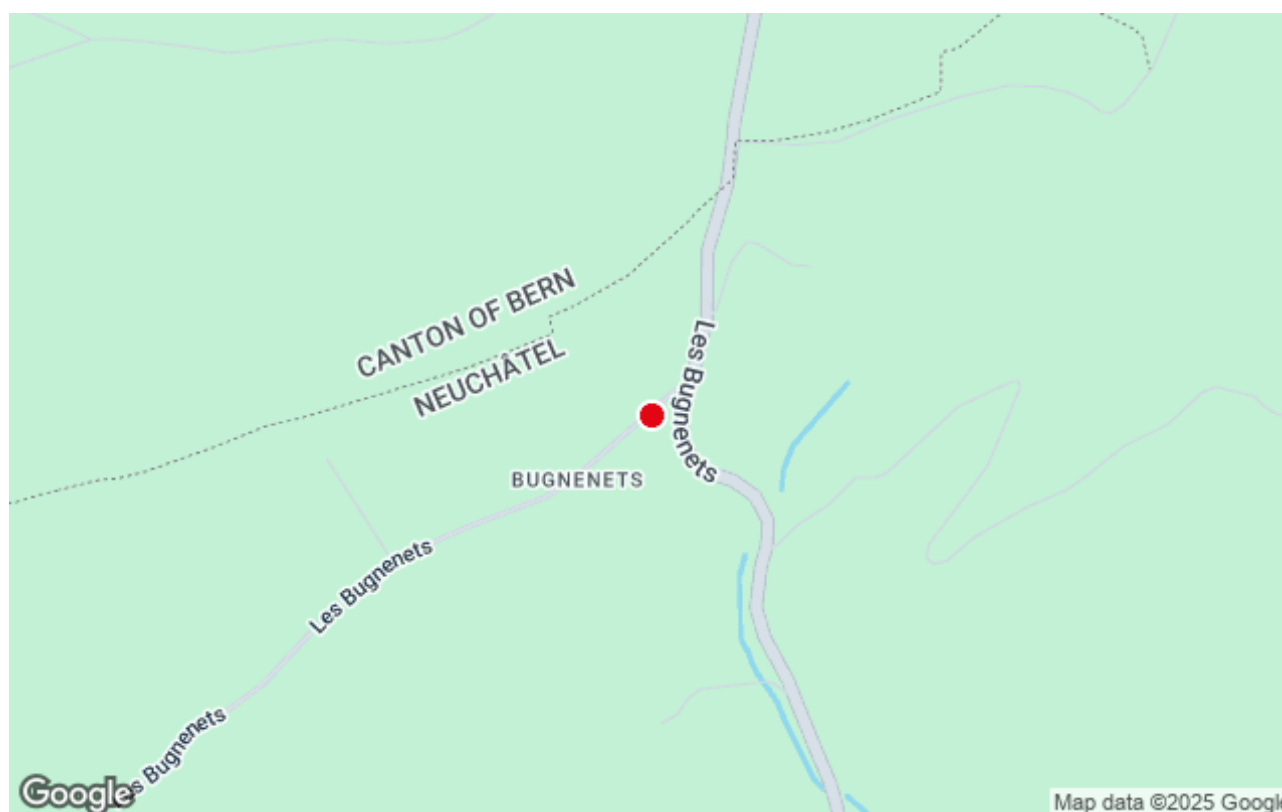 CANTON OF BERN
NEUCHÂTEL
Les Bugnenets
BUGNENETS
Les Bugnenets
Les Bugnenets
Google
Map data ©2025 Google